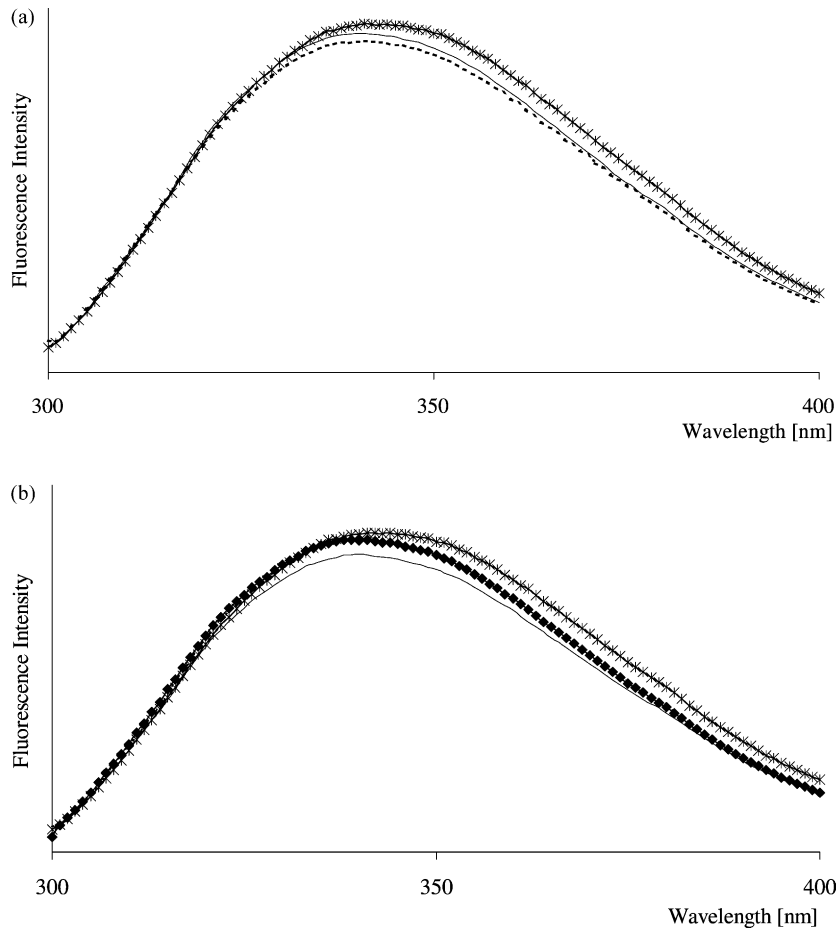 (a)
Fluorescence Intensity
300 350 400
Wavelength [nm]
(b)
Fluorescence Intensity
300 350 400
Wavelength [nm]